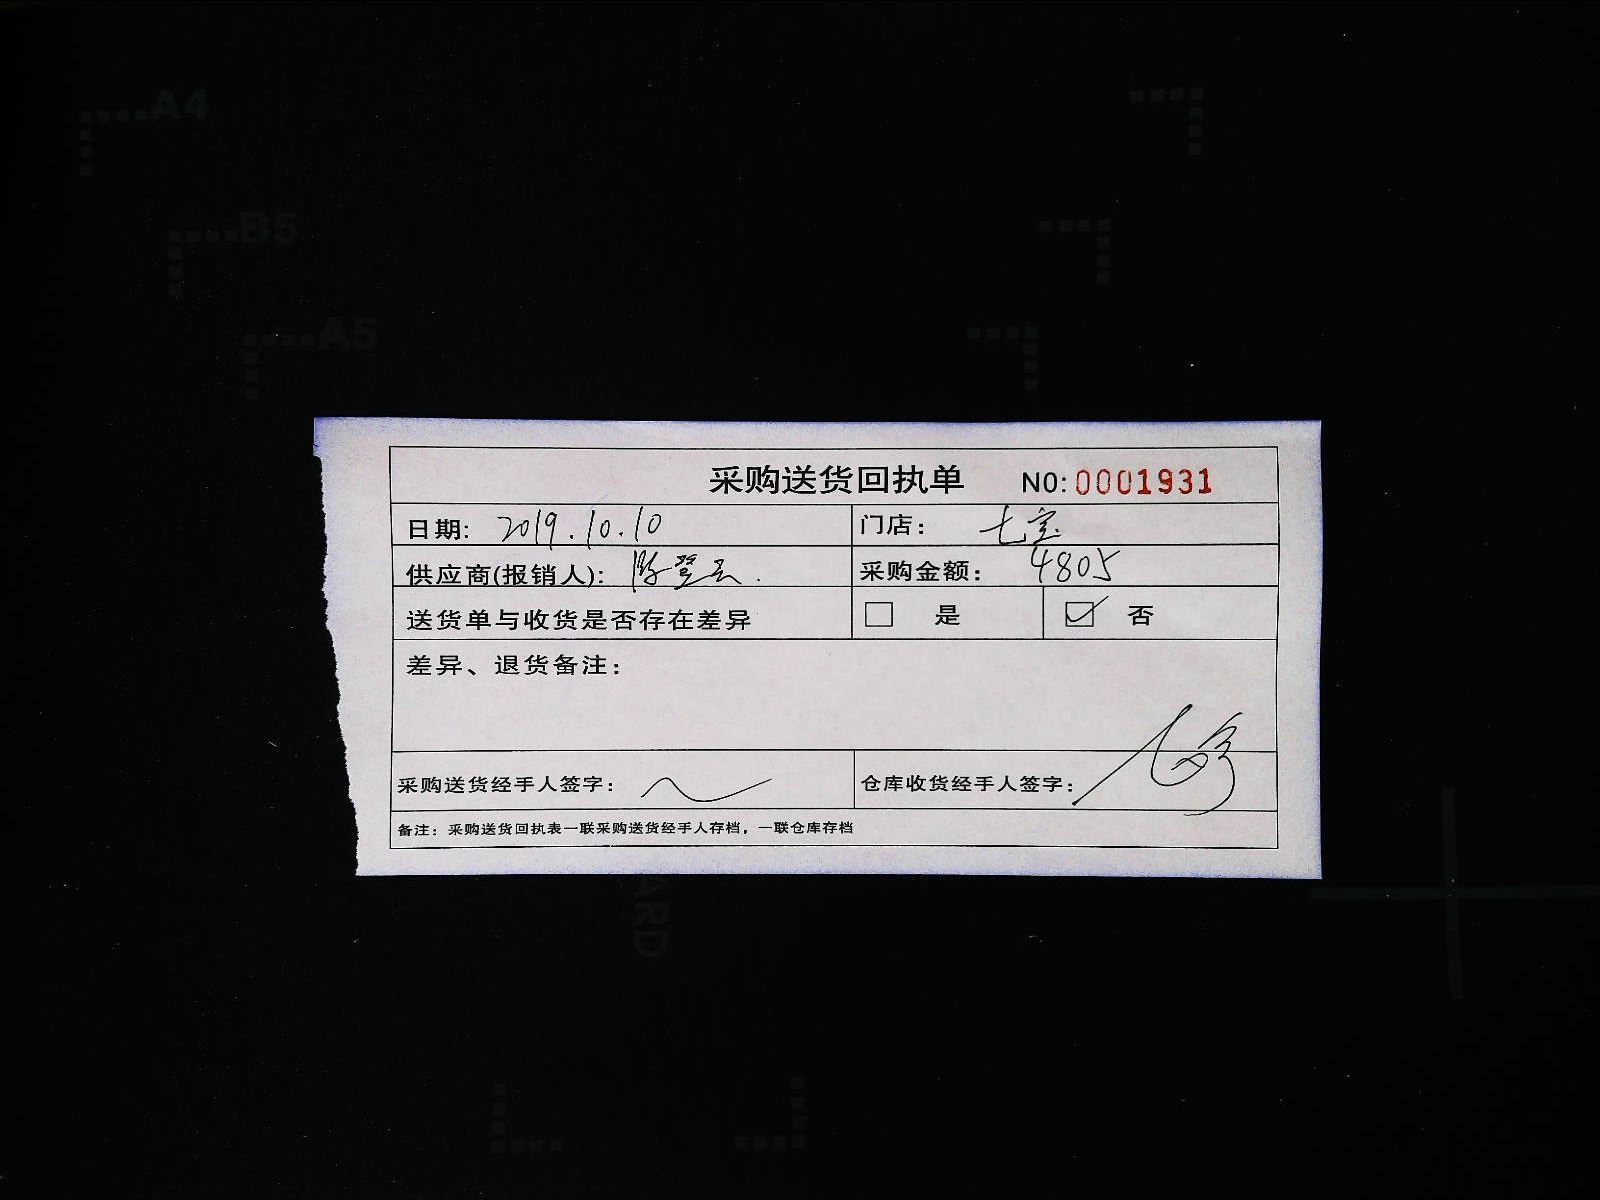 A4
B5
A5
采购送货回执单 NO:0001931
日期: 2019.10.10 门店: 七宝
供应商(报销人): 陈登云. 采购金额: 4805
送货单与收货是否存在差异 是 否
差异、退货备注:
采购送货经手人签字: 仓库收货经手人签字:
备注: 采购送货回执表一联采购送货经手人存档，一联仓库存档
ARD